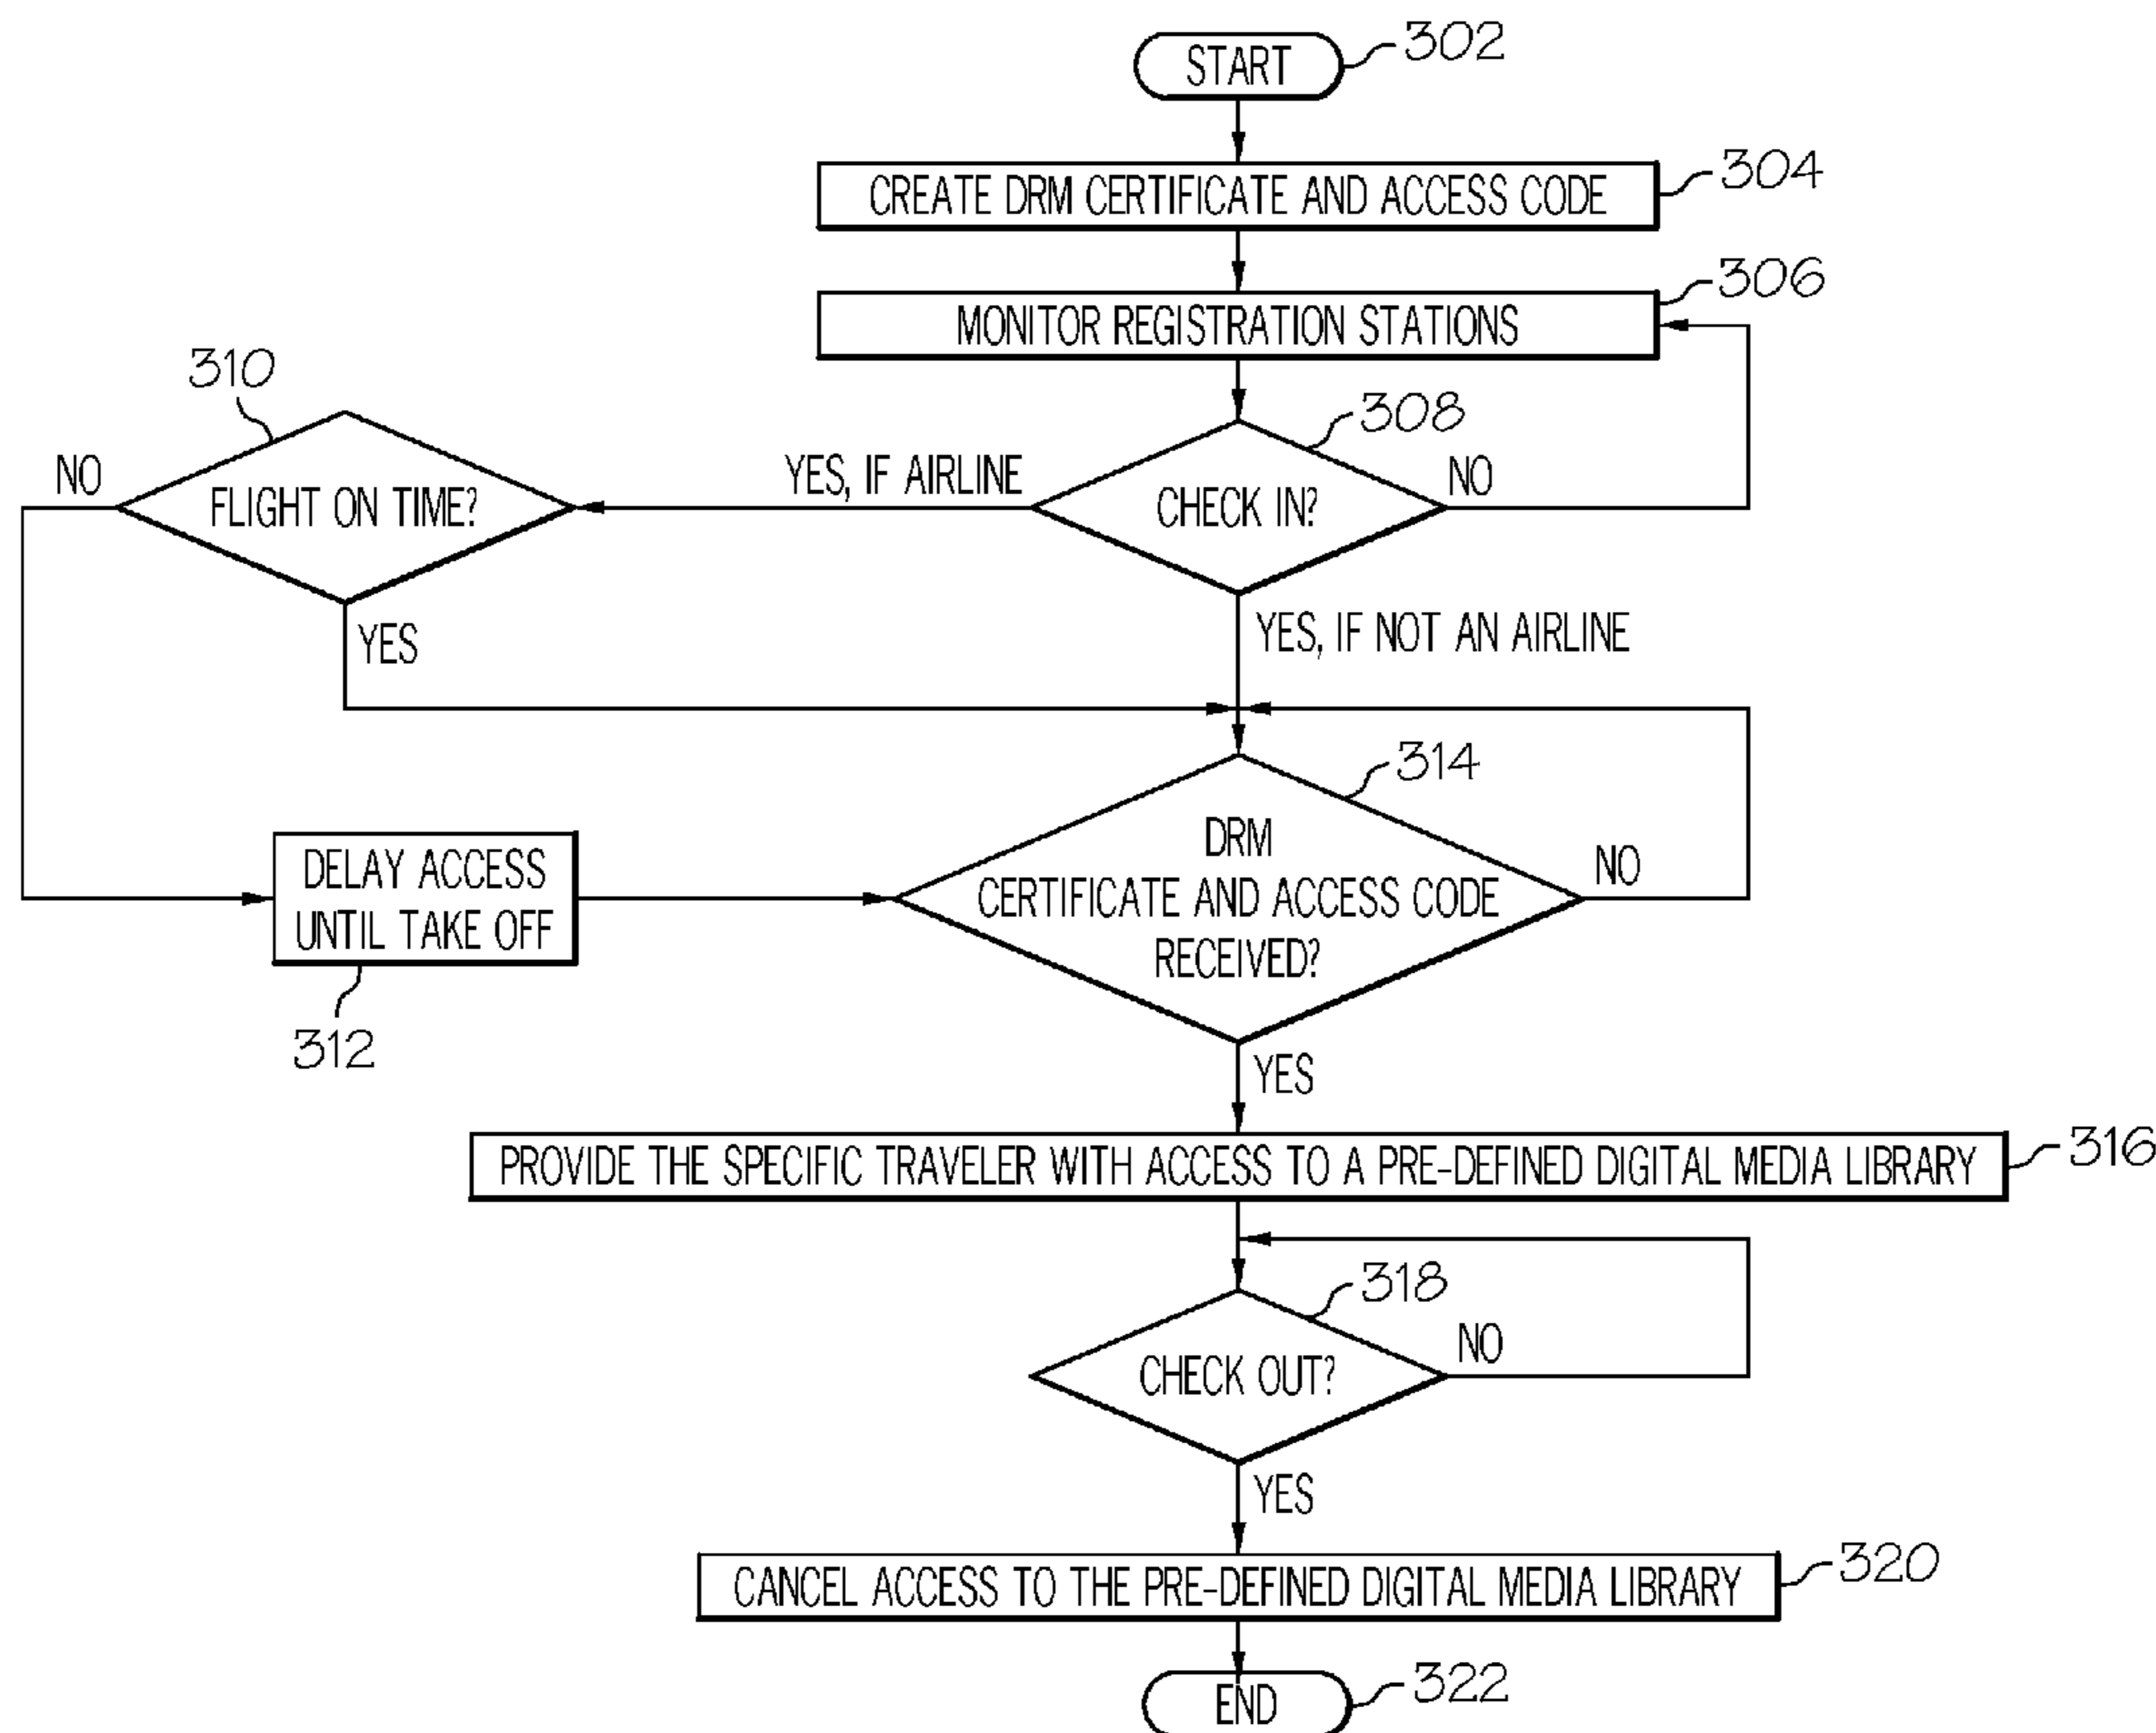 START
302
CREATE DRM CERTIFICATE AND ACCESS CODE
304
MONITOR REGISTRATION STATIONS
306
310
308
NO
FLIGHT ON TIME?
YES, IF AIRLINE
CHECK IN?
NO
YES
YES, IF NOT AN AIRLINE
314
DELAY ACCESS
UNTIL TAKE OFF
312
DRM
CERTIFICATE AND ACCESS CODE
RECEIVED?
NO
YES
PROVIDE THE SPECIFIC TRAVELER WITH ACCESS TO A PRE-DEFINED DIGITAL MEDIA LIBRARY
316
318
CHECK OUT?
NO
YES
CANCEL ACCESS TO THE PRE-DEFINED DIGITAL MEDIA LIBRARY
320
END
322